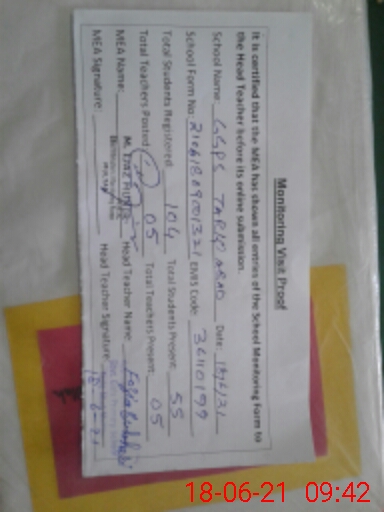 Monitoring Visit Proof
It is certified that the MEA has shown all entries of the School Monitoring Form to
the Head Teacher before its online submission.
School Name: GGPS Date: 18/6/21
School Form No: EMIS Code: 36110199
Total Students Registered: 104 Total Students Present: 55
Total Teachers Posted: 05 Total Teachers Present: 05
MEA Name: Head Teacher Name:
MEA Signature: Head Teacher Signature:
18-06-21 09:42